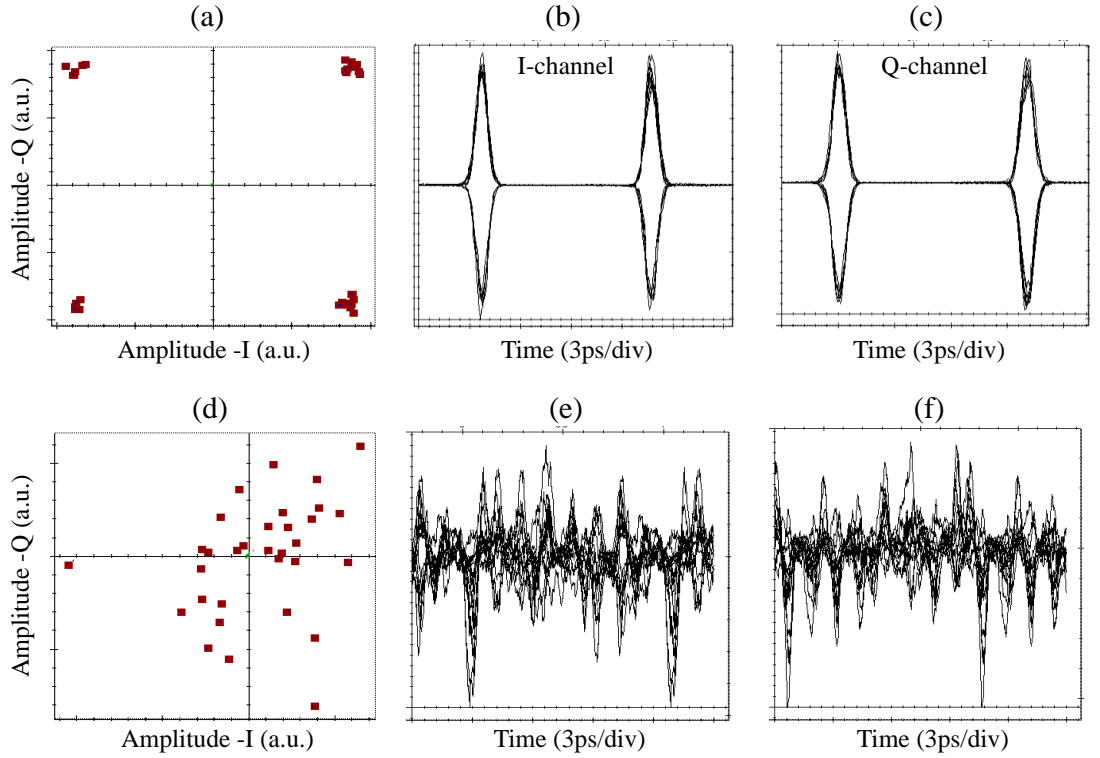 (a)
(b)
(c)
I-channel
Q-channel
Amplitude -Q (a.u.)
Amplitude -I (a.u.)
Time (3ps/div)
Time (3ps/div)
(d)
(e)
(f)
Amplitude -Q (a.u.)
Amplitude -I (a.u.)
Time (3ps/div)
Time (3ps/div)